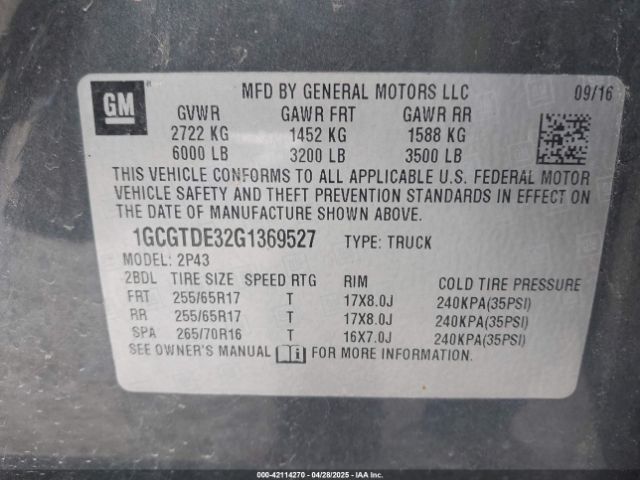 GM
MFD BY GENERAL MOTORS LLC 09/16
GVWR GAWR FRT GAWR RR
2722 KG 1452 KG 1588 KG
6000 LB 3200 LB 3500 LB
THIS VEHICLE CONFORMS TO ALL APPLICABLE U.S. FEDERAL MOTOR
VEHICLE SAFETY AND THEFT PREVENTION STANDARDS IN EFFECT ON
THE DATE OF MANUFACTURE SHOWN ABOVE.
1GCGTDE32G1369527 TYPE: TRUCK
MODEL: 2P43
2BDL TIRE SIZE SPEED RTG RIM COLD TIRE PRESSURE
FRT 255/65R17 T 17X8.0J 240KPA(35PSI)
RR 255/65R17 T 17X8.0J 240KPA(35PSI)
SPA 265/70R16 T 16X7.0J 240KPA(35PSI)
SEE OWNER'S MANUAL FOR MORE INFORMATION.
000-42114270 - 04/28/2025 - IAA Inc.